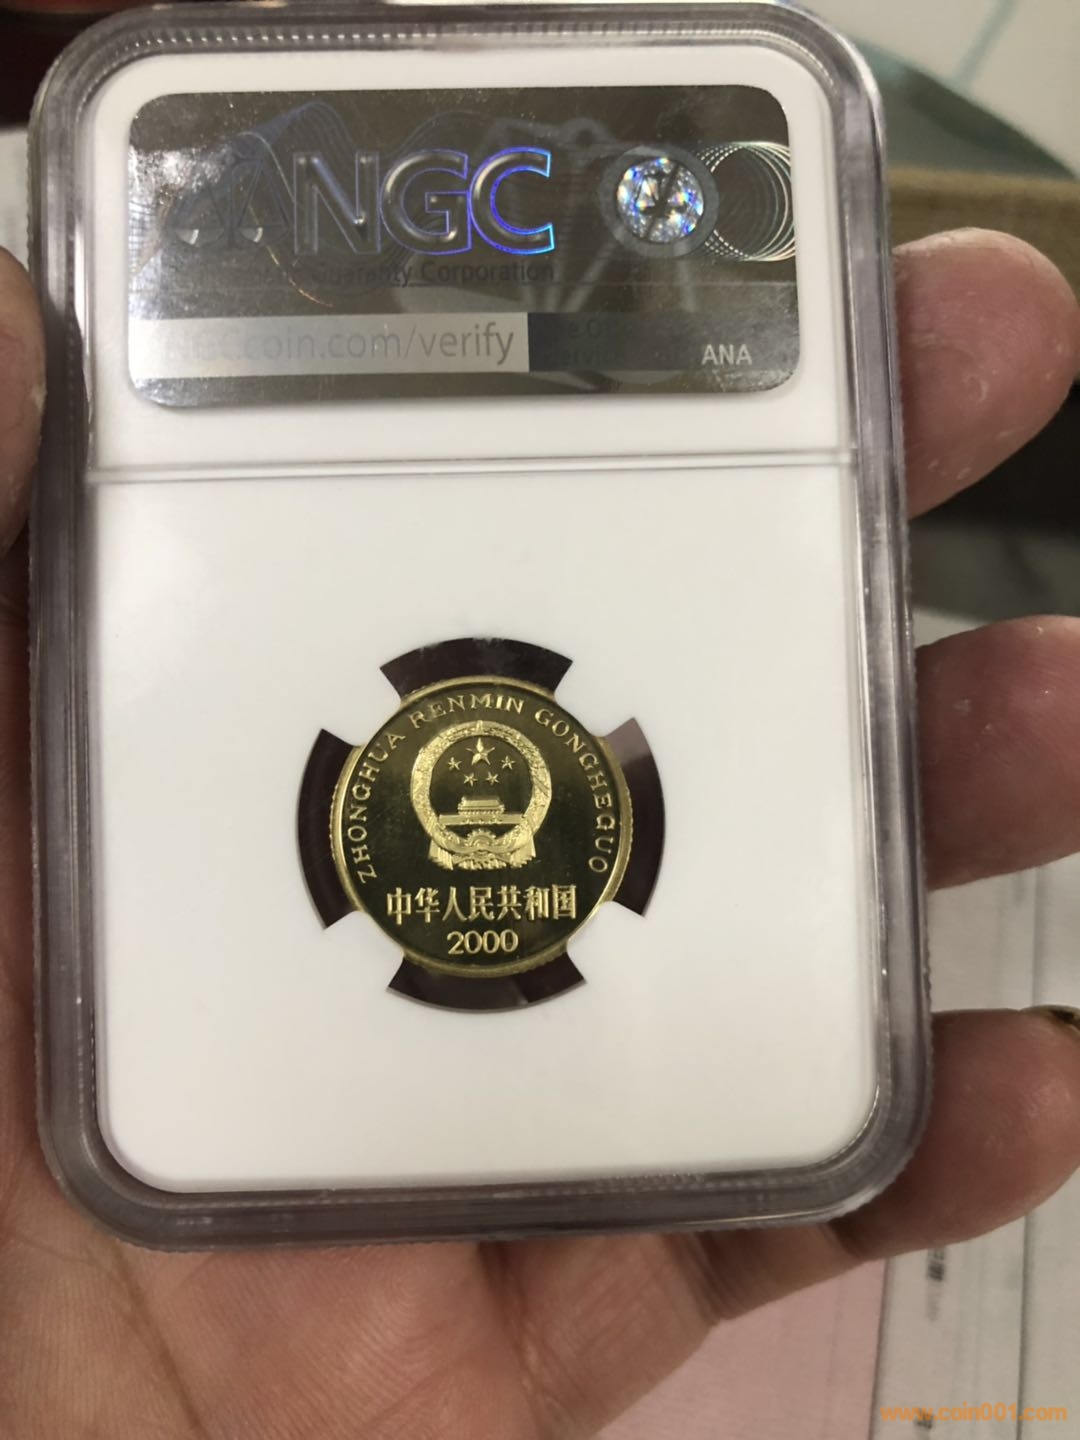 NGC
Guaranty Corporation
NGCcoin.com/verify
ANA
ZHONGHUA RENMIN GONGHEGUO
中华人民共和国
2000
www.coin001.com